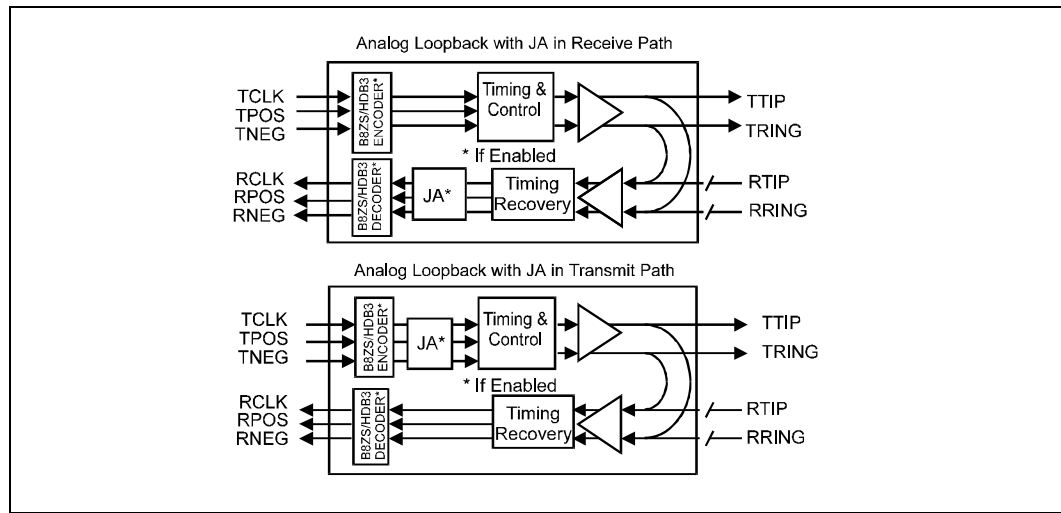 Analog Loopback with JA in Receive Path
TCLK
TPOS
TNEG
B8ZS/HDB3
ENCODER*
Timing &
Control
TTIP
TRING
* If Enabled
RCLK
RPOS
RNEG
B8ZS/HDB3
DECODER*
JA*
Timing
Recovery
RTIP
RRING
Analog Loopback with JA in Transmit Path
TCLK
TPOS
TNEG
B8ZS/HDB3
ENCODER*
JA*
Timing &
Control
TTIP
TRING
* If Enabled
RCLK
RPOS
RNEG
B8ZS/HDB3
DECODER*
Timing
Recovery
RTIP
RRING